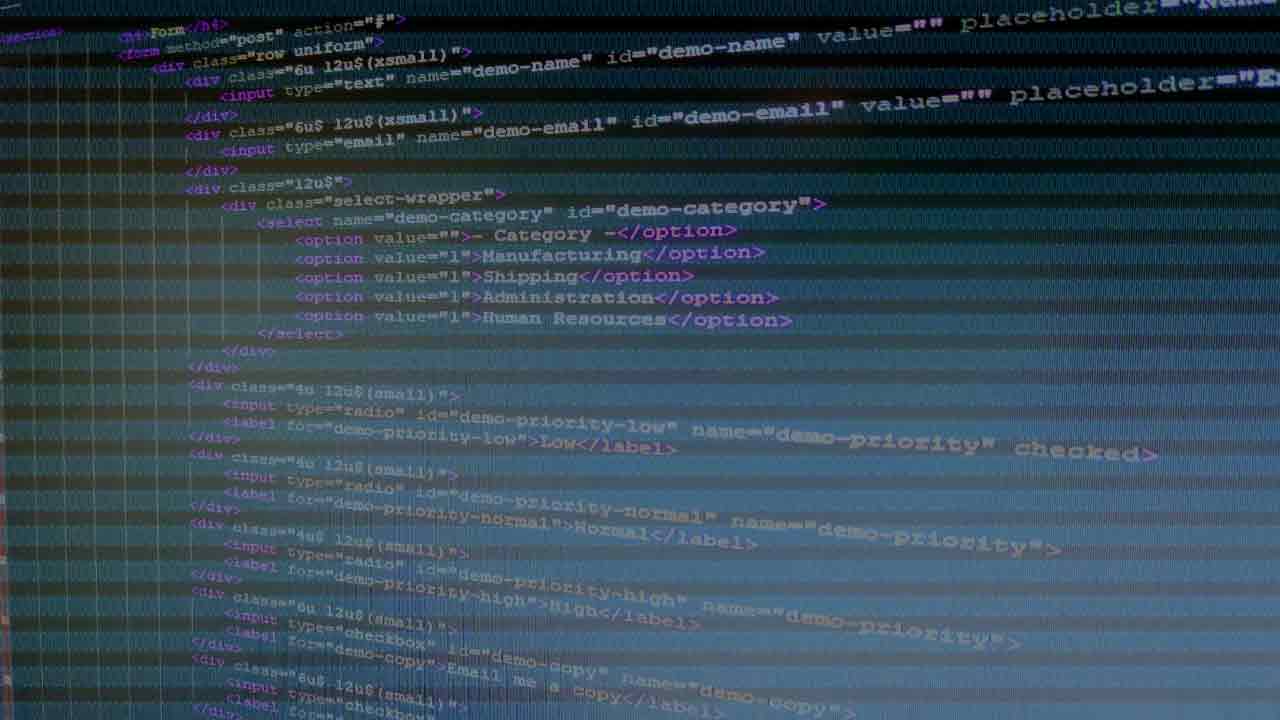 <section>
<h4>Form</h4>
<form method="post" action="#">
<div class="row uniform">
<div class="6u 12u$(xsmall)">
<input type="text" name="demo-name" id="demo-name" value="" placeholder="Name
</div>
<div class="6u$ 12u$(xsmall)">
<input type="email" name="demo-email" id="demo-email" value="" placeholder="E
</div>
<div class="12u$">
<div class="select-wrapper">
<select name="demo-category" id="demo-category">
<option value="">- Category -</option>
<option value="1">Manufacturing</option>
<option value="1">Shipping</option>
<option value="1">Administration</option>
<option value="1">Human Resources</option>
</select>
</div>
</div>
<div class="4u 12u$(small)">
<input type="radio" id="demo-priority-low" name="demo-priority" checked>
<label for="demo-priority-low">Low</label>
</div>
<div class="4u 12u$(small)">
<input type="radio" id="demo-priority-normal" name="demo-priority">
<label for="demo-priority-normal">Normal</label>
</div>
<div class="4u$ 12u$(small)">
<input type="radio" id="demo-priority-high" name="demo-priority">
<label for="demo-priority-high">High</label>
</div>
<div class="6u 12u$(small)">
<input type="checkbox" id="demo-copy" name="demo-copy">
<label for="demo-copy">Email me a copy</label>
</div>
<div class="6u$ 12u$(small)">
<input type="checkbox
<label for="demo
</div>